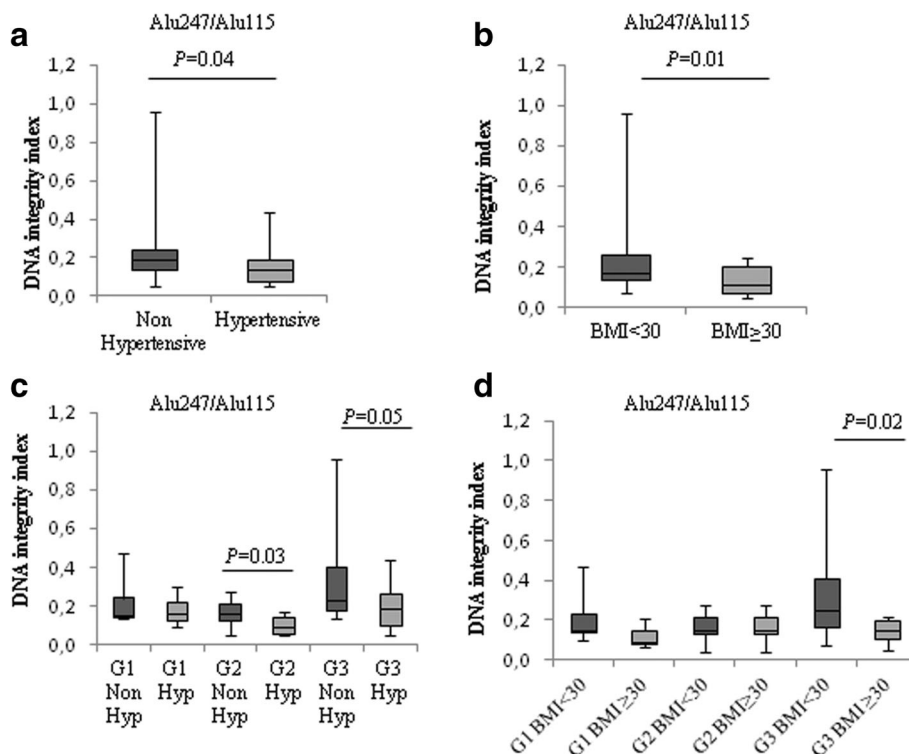 a
Alu247/Alu115
P=0.04
DNA integrity index
1,2
1,0
0,8
0,6
0,4
0,2
0,0
Non
Hypertensive
Hypertensive
b
Alu247/Alu115
P=0.01
DNA integrity index
1,2
1,0
0,8
0,6
0,4
0,2
0,0
BMI<30
BMI≥30
c
Alu247/Alu115
P=0.05
P=0.03
DNA integrity index
1,2
1,0
0,8
0,6
0,4
0,2
0,0
G1
Non
Hyp
G1
Hyp
G2
Non
Hyp
G2
Hyp
G3
Non
Hyp
G3
Hyp
d
Alu247/Alu115
P=0.02
DNA integrity index
1,2
1,0
0,8
0,6
0,4
0,2
0,0
G1 BMI<30
G1 BMI≥30
G2 BMI<30
G2 BMI≥30
G3 BMI<30
G3 BMI≥30